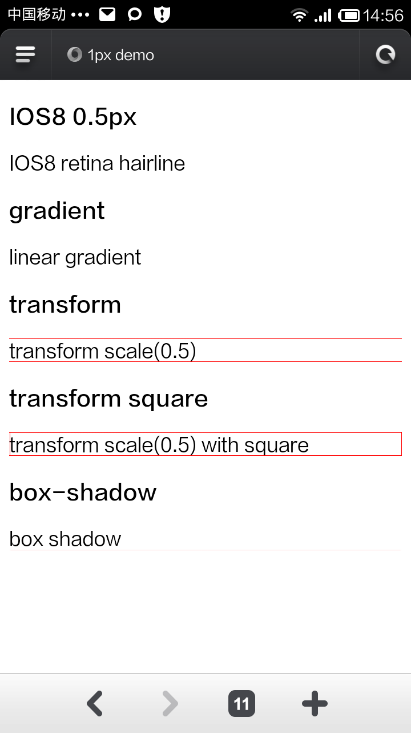 中国移动 ••• 14:56
1px demo
IOS8 0.5px
IOS8 retina hairline
gradient
linear gradient
transform
transform scale(0.5)
transform square
transform scale(0.5) with square
box-shadow
box shadow
11